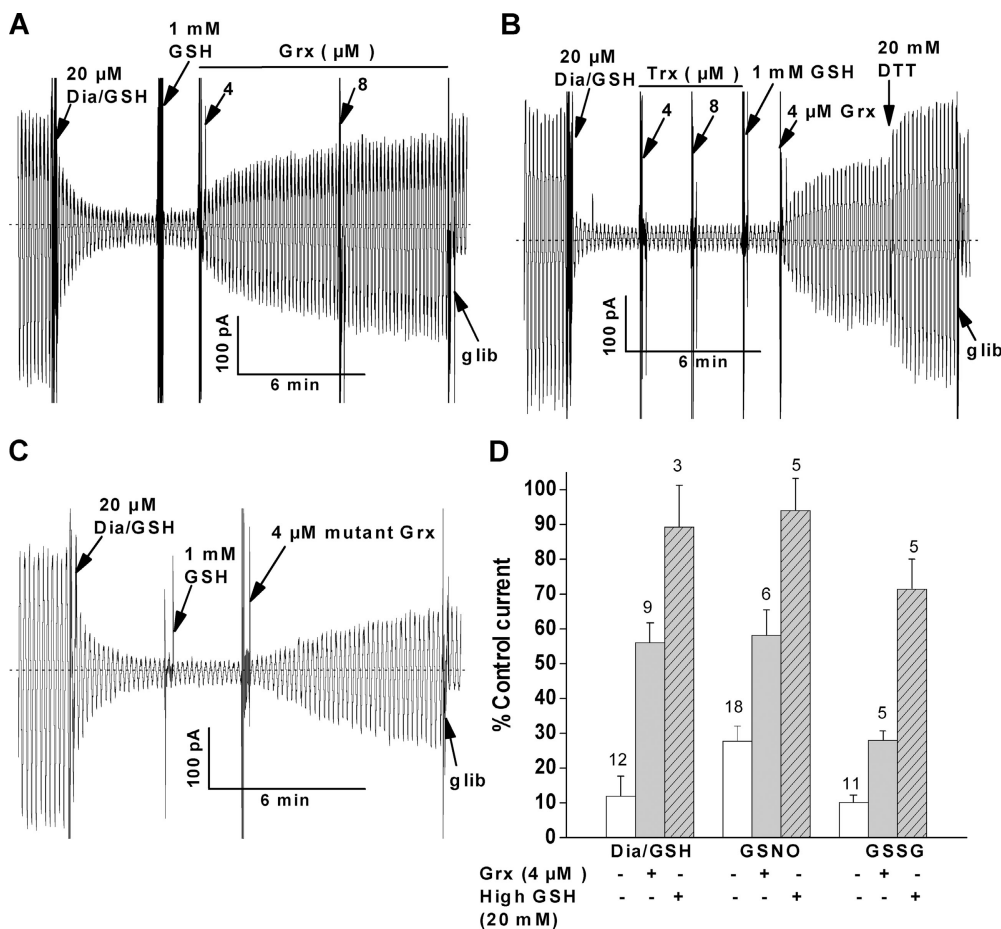 A
20 µM
Dia/GSH
1
mM
GSH
Grx ( µM )
4
8
100 pA
6 min
glib
B
20 µM
Dia/GSH
Trx (µM)
4
8
1 mM GSH
4 µM Grx
20 mM
DTT
100 pA
6 min
glib
C
20 µM
Dia/GSH
1 mM
GSH
4 µM mutant Grx
100 pA
6 min
glib
D
% Control current
100
90
80
70
60
50
40
30
20
10
0
12
9
3
18
6
5
11
5
5
Dia/GSH GSNO GSSG
Grx (4 µM ) - + - - + - - + -
High GSH - - + - - + - - +
(20 mM)